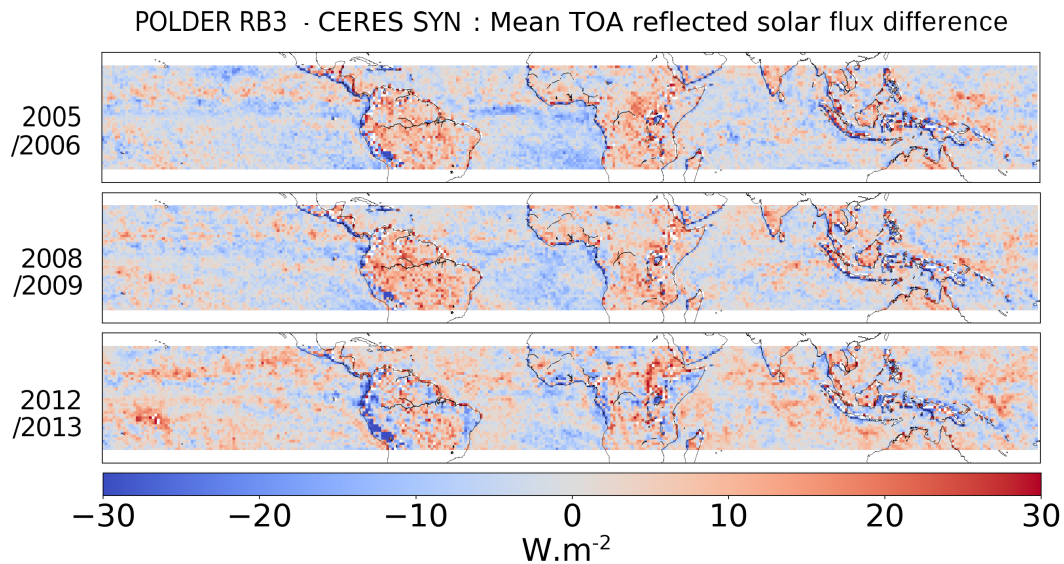 POLDER RB3 - CERES SYN : Mean TOA reflected solar flux difference
2005
/2006
2008
/2009
2012
/2013
−30 −20 −10 0 10 20 30
W.m-2